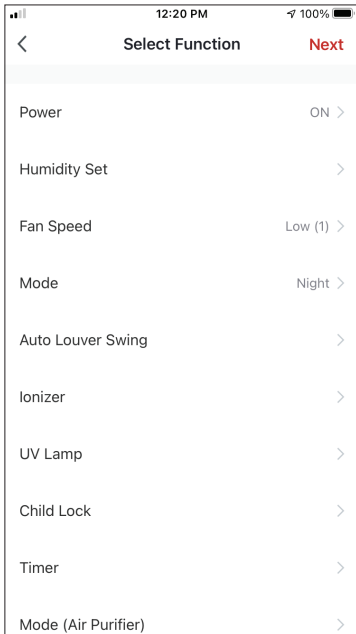 12:20 PM 100%
Select Function Next
Power ON
Humidity Set
Fan Speed Low (1)
Mode Night
Auto Louver Swing
Ionizer
UV Lamp
Child Lock
Timer
Mode (Air Purifier)